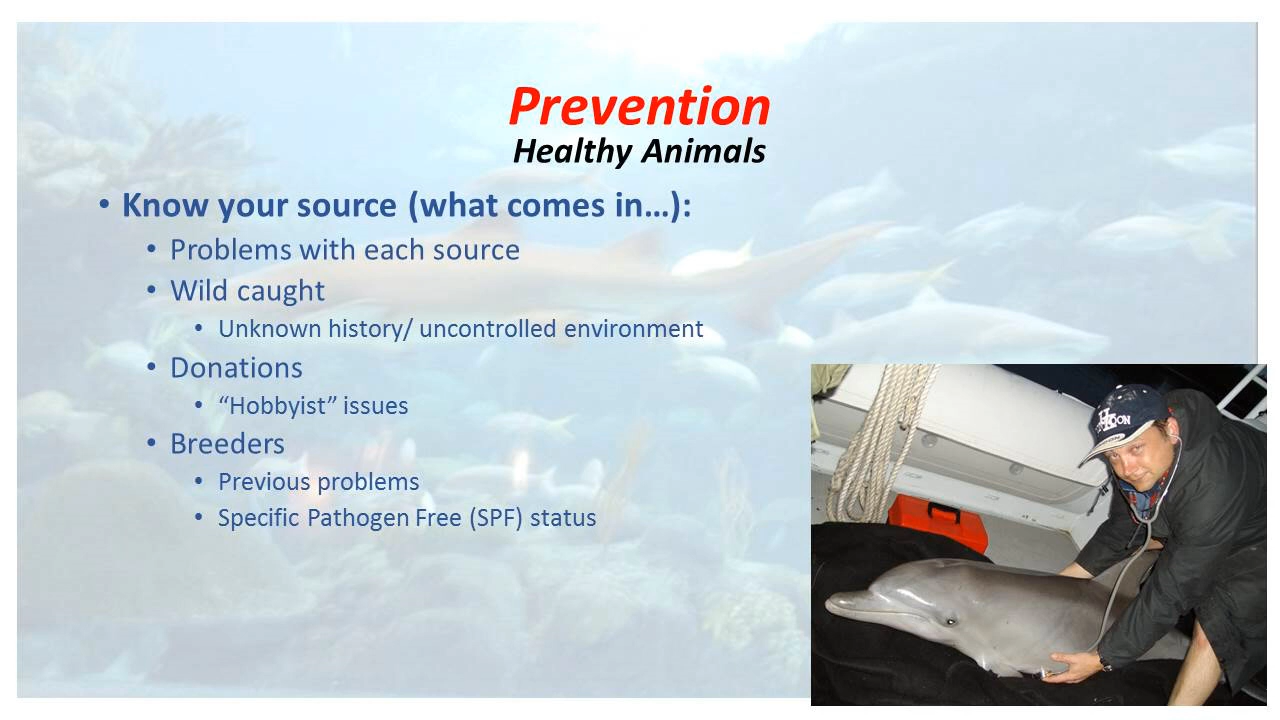 Prevention
Healthy Animals
• Know your source (what comes in…):
• Problems with each source
• Wild caught
• Unknown history/ uncontrolled environment
• Donations
• “Hobbyist” issues
• Breeders
• Previous problems
• Specific Pathogen Free (SPF) status